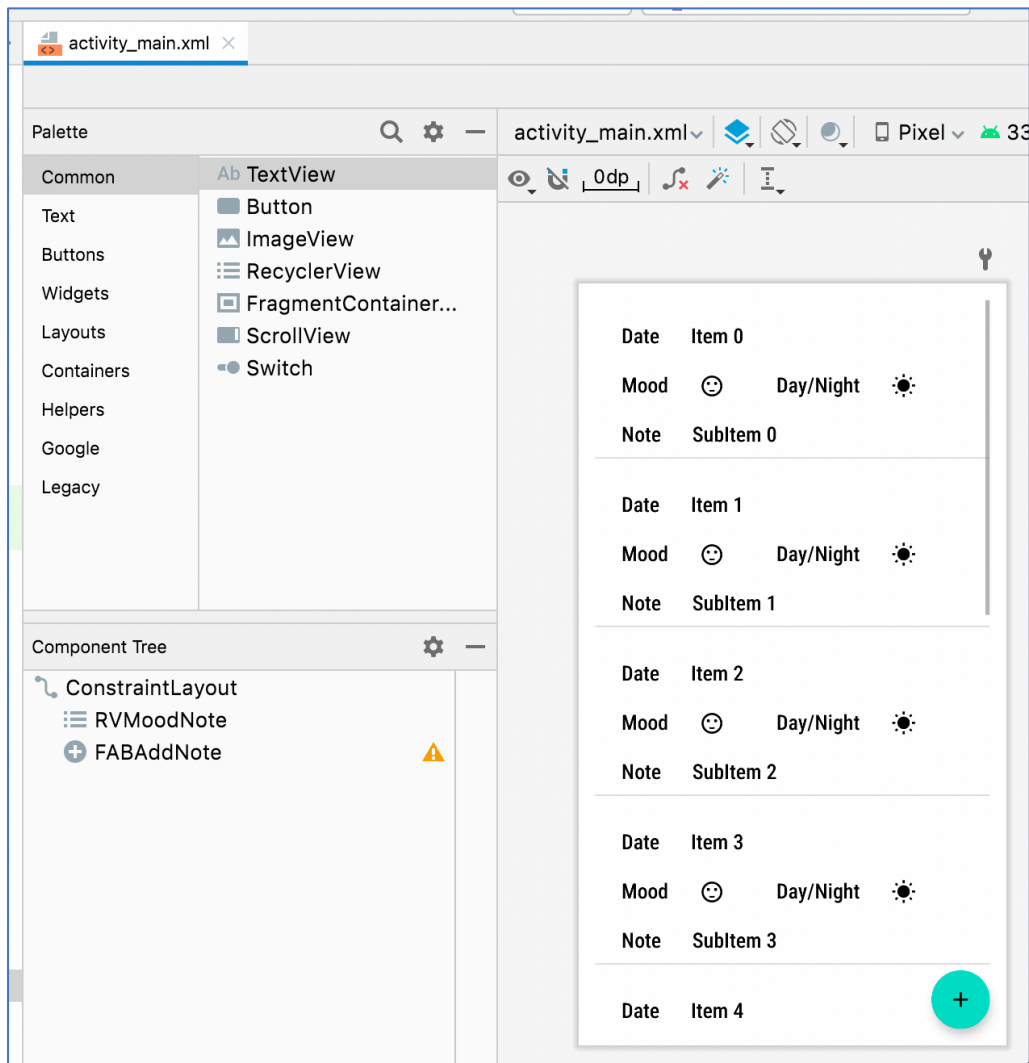 activity_main.xml
Palette
Common
Text
Buttons
Widgets
Layouts
Containers
Helpers
Google
Legacy
Ab TextView
Button
ImageView
RecyclerView
FragmentContainer...
ScrollView
Switch
Component Tree
ConstraintLayout
RVMoodNote
FABAddNote
activity_main.xml Pixel 33
0dp
Date Item 0
Mood Day/Night
Note SubItem 0
Date Item 1
Mood Day/Night
Note SubItem 1
Date Item 2
Mood Day/Night
Note SubItem 2
Date Item 3
Mood Day/Night
Note SubItem 3
Date Item 4